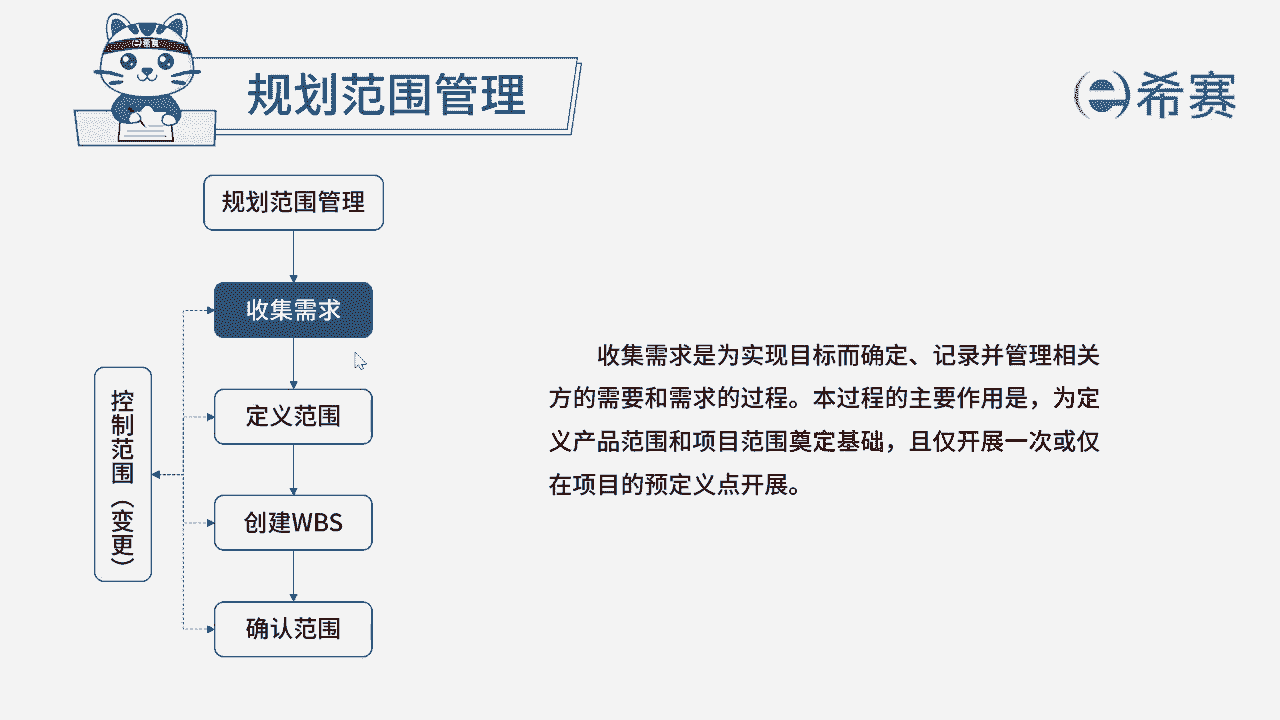 规划范围管理
希赛
规划范围管理
收集需求
定义范围
创建WBS
确认范围
控制范围（变更）
收集需求是为实现目标而确定、记录并管理相关
方的需要和需求的过程。本过程的主要作用是，为定
义产品范围和项目范围奠定基础，且仅开展一次或仅
在项目的预定义点开展。